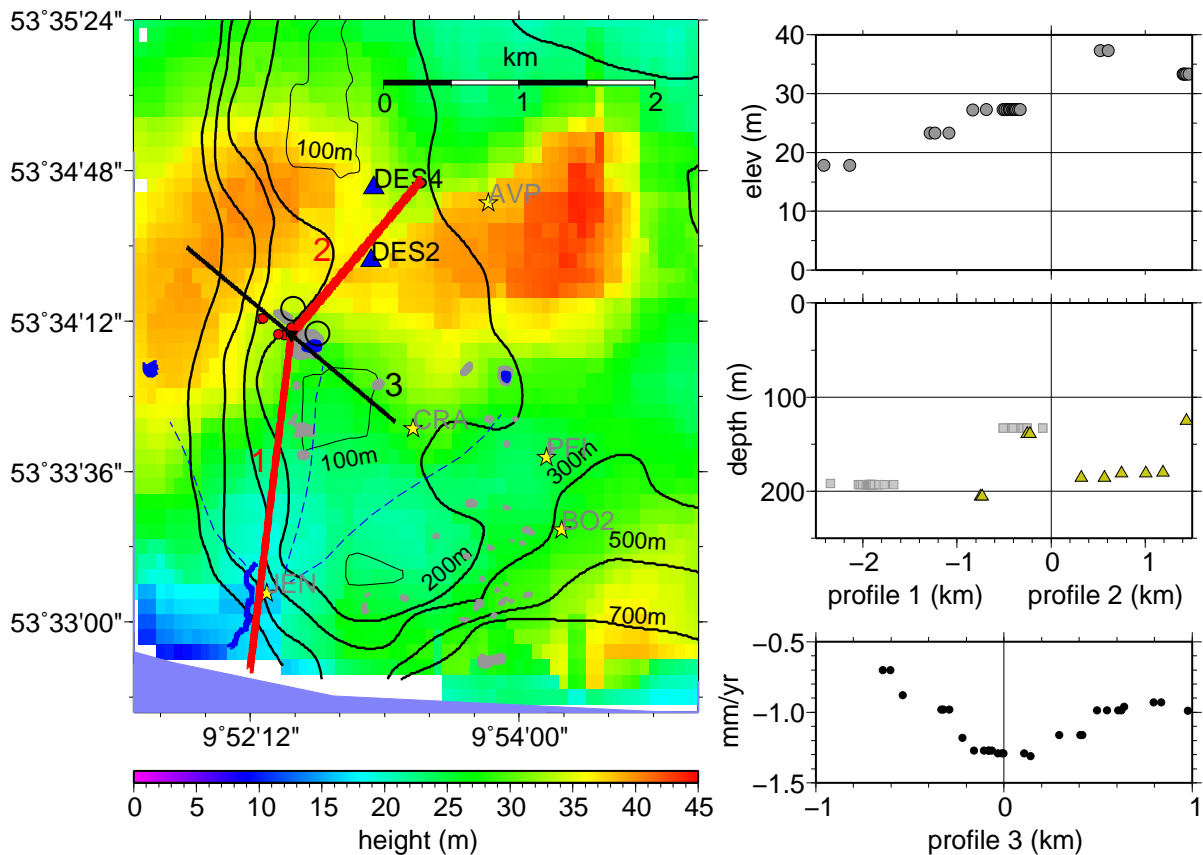 53°35'24"
53°34'48"
53°34'12"
53°33'36"
53°33'00"
9°52'12"
9°54'00"
km
0
1
2
100m
DES4
AVP
DES2
2
3
CRA
1
100m
PFL
300m
BO2
500m
200m
JEN
700m
0 5 10 15 20 25 30 35 40 45
height (m)
40
30
20
10
0
elev (m)
0
100
200
depth (m)
−2 −1 0 1
profile 1 (km) profile 2 (km)
−0.5
−1.0
−1.5
mm/yr
−1 0 1
profile 3 (km)